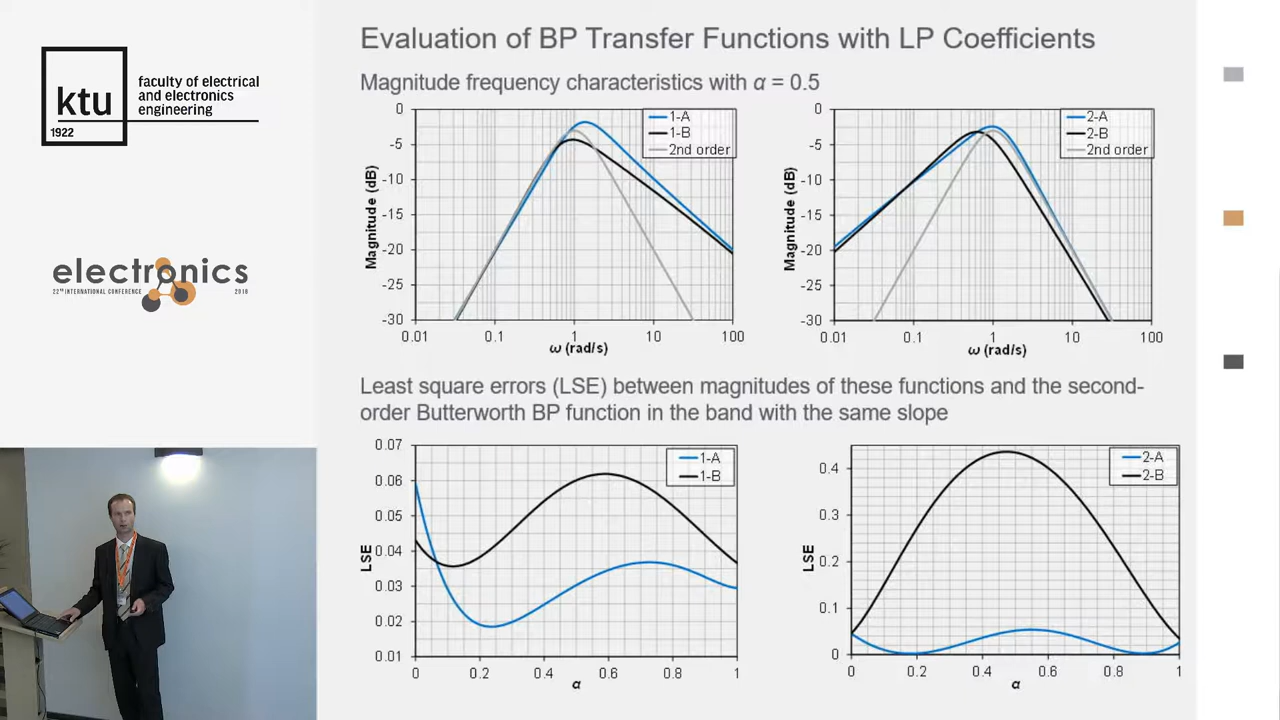 ktu
1922
faculty of electrical
and electronics
engineering
electronics
22TH INTERNATIONAL CONFERENCE 2018
Evaluation of BP Transfer Functions with LP Coefficients
Magnitude frequency characteristics with α = 0.5
0
-5
-10
-15
-20
-25
-30
Magnitude (dB)
1-A
1-B
2nd order
0.01 0.1 1 10 100
ω (rad/s)
0
-5
-10
-15
-20
-25
-30
Magnitude (dB)
2-A
2-B
2nd order
0.01 0.1 1 10 100
ω (rad/s)
Least square errors (LSE) between magnitudes of these functions and the second-
order Butterworth BP function in the band with the same slope
0.07
0.06
0.05
0.04
0.03
0.02
0.01
LSE
1-A
1-B
0 0.2 0.4 0.6 0.8 1
α
0.4
0.3
0.2
0.1
0
LSE
2-A
2-B
0 0.2 0.4 0.6 0.8 1
α